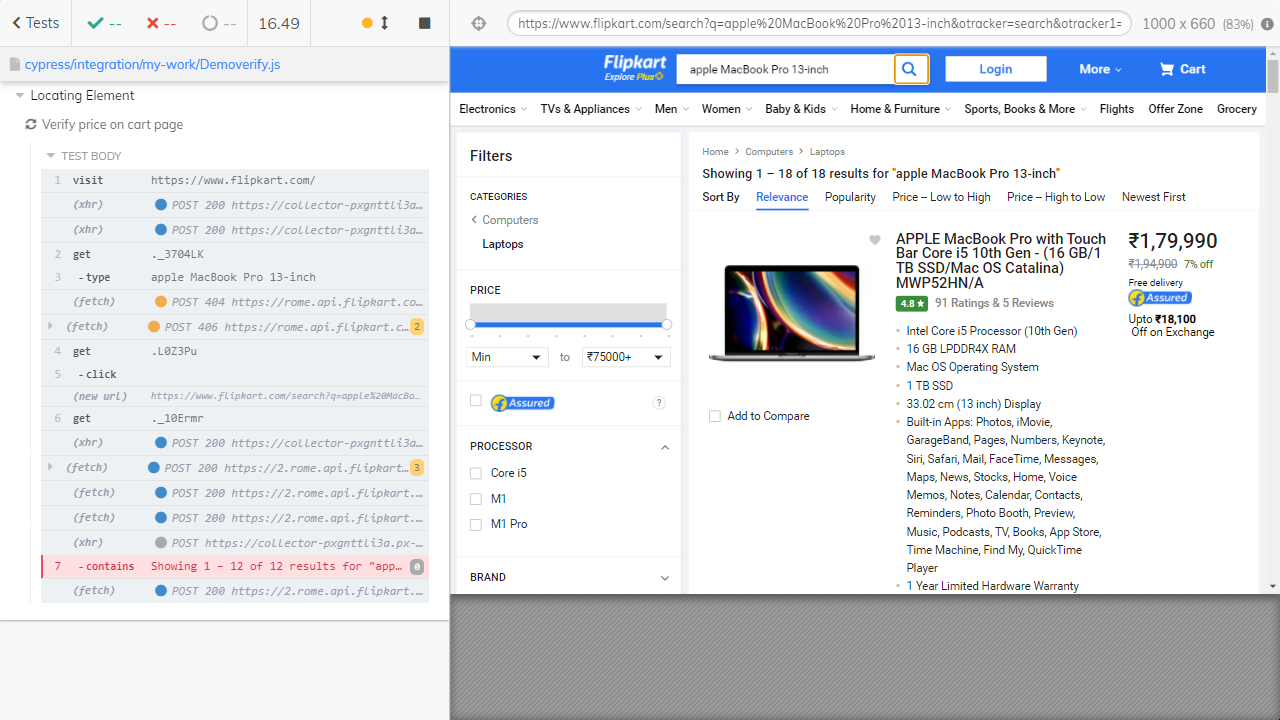 Tests
--
--
--
16.49
https://www.flipkart.com/search?q=apple%20MacBook%20Pro%2013-inch&otracker=search&otracker1=
1000 x 660 (83%)
cypress/integration/my-work/Demoverify.js
Locating Element
Verify price on cart page
TEST BODY
1 visit https://www.flipkart.com/
(xhr) POST 200 https://collector-pxgnttli3a…
(xhr) POST 200 https://collector-pxgnttli3a…
2 get ._3704LK
3 -type apple MacBook Pro 13-inch
(fetch) POST 404 https://rome.api.flipkart.co…
(fetch) POST 406 https://rome.api.flipkart.c… 2
4 get .L0Z3Pu
5 -click
(new url) https://www.flipkart.com/search?q=apple%20MacBo…
6 get ._10Ermr
(xhr) POST 200 https://collector-pxgnttli3a…
(fetch) POST 200 https://2.rome.api.flipkart… 3
(fetch) POST 200 https://2.rome.api.flipkart.…
(fetch) POST 200 https://2.rome.api.flipkart.…
(xhr) POST https://collector-pxgnttli3a.px-…
7 -contains Showing 1 – 12 of 12 results for "app… 0
(fetch) POST 200 https://2.rome.api.flipkart.…
Flipkart
Explore Plus
apple MacBook Pro 13-inch
Login
More
Cart
Electronics
TVs & Appliances
Men
Women
Baby & Kids
Home & Furniture
Sports, Books & More
Flights
Offer Zone
Grocery
Filters
CATEGORIES
Computers
Laptops
PRICE
Min
to
₹75000+
Assured
?
PROCESSOR
Core i5
M1
M1 Pro
BRAND
Home > Computers > Laptops
Showing 1 – 18 of 18 results for "apple MacBook Pro 13-inch"
Sort By Relevance Popularity Price -- Low to High Price -- High to Low Newest First
Add to Compare
APPLE MacBook Pro with Touch
Bar Core i5 10th Gen - (16 GB/1
TB SSD/Mac OS Catalina)
MWP52HN/A
4.8 ★ 91 Ratings & 5 Reviews
Intel Core i5 Processor (10th Gen)
16 GB LPDDR4X RAM
Mac OS Operating System
1 TB SSD
33.02 cm (13 inch) Display
Built-in Apps: Photos, iMovie,
GarageBand, Pages, Numbers, Keynote,
Siri, Safari, Mail, FaceTime, Messages,
Maps, News, Stocks, Home, Voice
Memos, Notes, Calendar, Contacts,
Reminders, Photo Booth, Preview,
Music, Podcasts, TV, Books, App Store,
Time Machine, Find My, QuickTime
Player
1 Year Limited Hardware Warranty
₹1,79,990
₹1,94,900 7% off
Free delivery
Assured
Upto ₹18,100
Off on Exchange